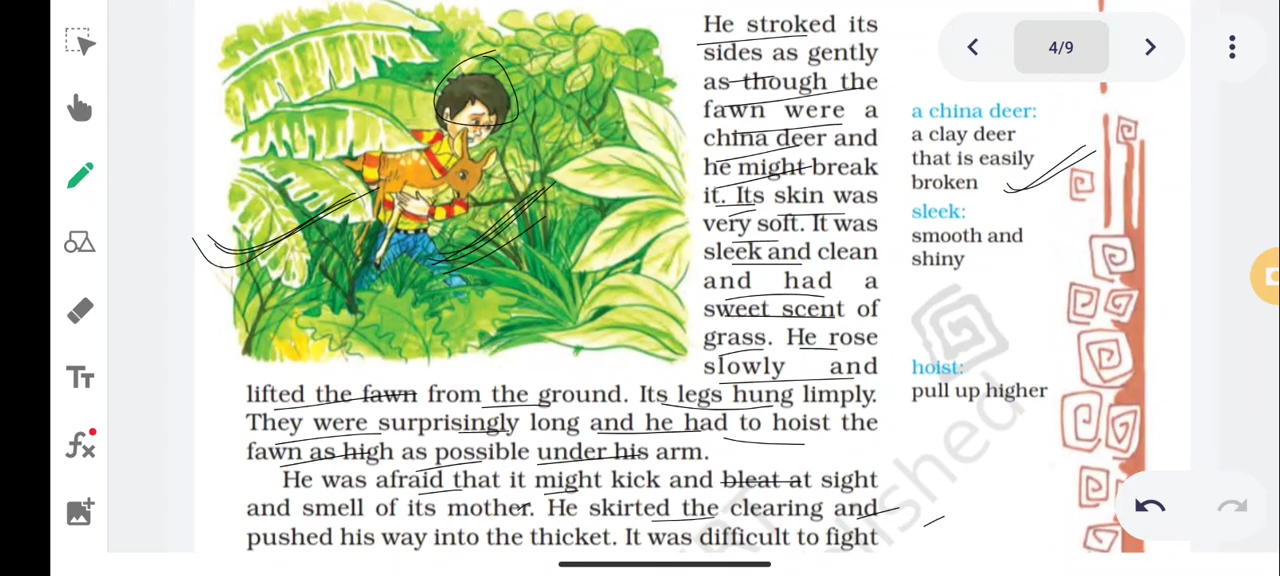 He stroked its
sides as gently
as though the
fawn were a
china deer and
he might break
it. Its skin was
very soft. It was
sleek and clean
and had a
sweet scent of
grass. He rose
slowly and
lifted the fawn from the ground. Its legs hung limply.
They were surprisingly long and he had to hoist the
fawn as high as possible under his arm.
He was afraid that it might kick and bleat at sight
and smell of its mother. He skirted the clearing and
pushed his way into the thicket. It was difficult to fight
4/9
a china deer:
a clay deer
that is easily
broken
sleek:
smooth and
shiny
hoist:
pull up higher
TT
fx